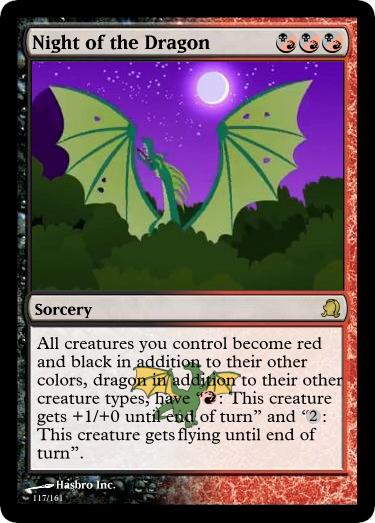 Night of the Dragon
Sorcery
All creatures you control become red
and black in addition to their other
colors, dragon in addition to their other
creature types, have “ : This creature
gets +1/+0 until end of turn” and “2:
This creature gets flying until end of
turn”.
Hasbro Inc.
117/161